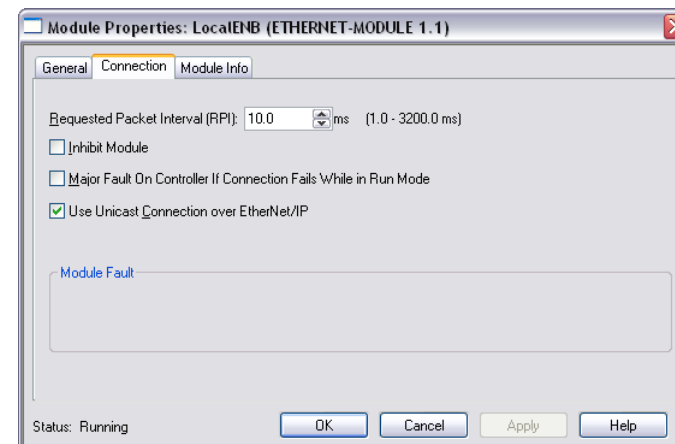 Module Properties: LocalENB (ETHERNET-MODULE 1.1)
General Connection Module Info
Requested Packet Interval (RPI): 10.0 ms (1.0 - 3200.0 ms)
Inhibit Module
Major Fault On Controller If Connection Fails While in Run Mode
Use Unicast Connection over EtherNet/IP
Module Fault
Status: Running OK Cancel Apply Help